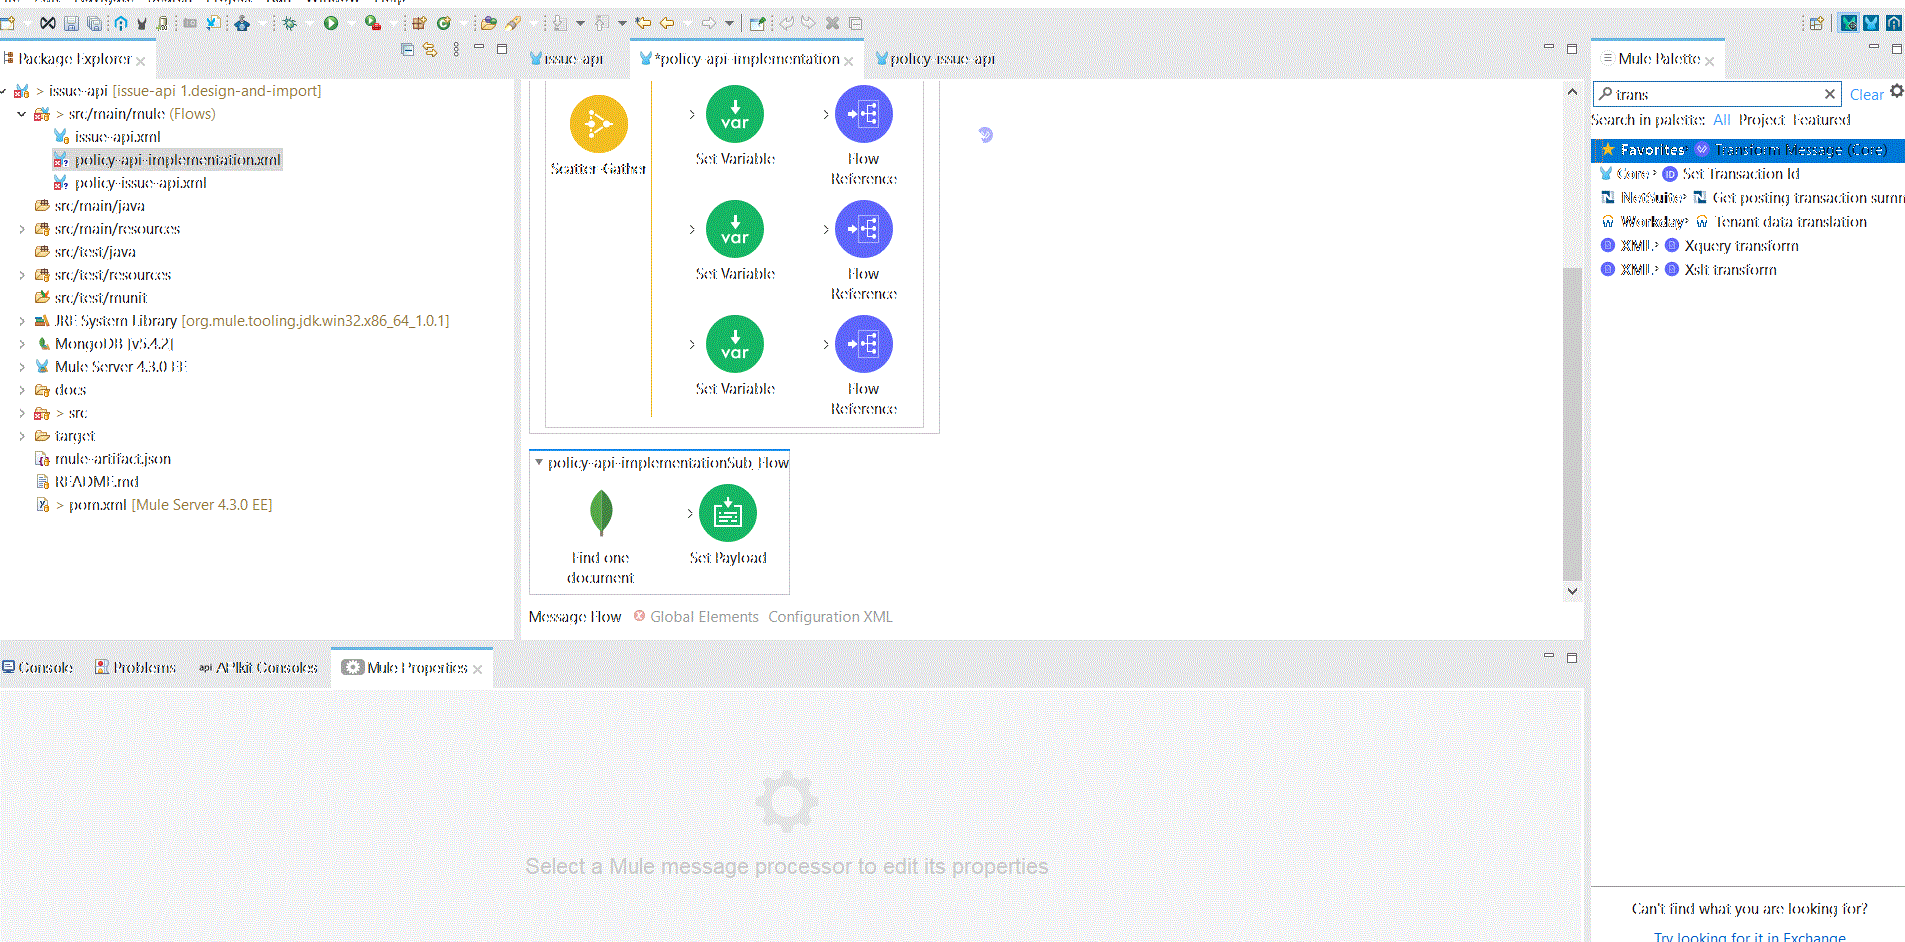 Package Explorer
issue-api [issue-api 1.design-and-import]
src/main/mule (Flows)
issue-api.xml
policy-api-implementation.xml
policy-issue-api.xml
src/main/java
src/main/resources
src/test/java
src/test/resources
src/test/munit
JRE System Library [org.mule.tooling.jdk.win32.x86_64_1.0.1]
MongoDB [v5.4.2]
Mule Server 4.3.0 EE
docs
> src
target
mule-artifact.json
README.md
> pom.xml [Mule Server 4.3.0 EE]
issue-api
*policy-api-implementation
policy-issue-api
Scatter-Gather
var
Set Variable
Flow
Reference
var
Set Variable
Flow
Reference
var
Set Variable
Flow
Reference
policy-api-implementationSub_Flow
Find one
document
Set Payload
Message Flow
Global Elements
Configuration XML
Mule Palette
trans
Clear
Search in palette: All Project Featured
Favorites Transform Message (Core)
Core ID Set Transaction Id
NetSuite Get posting transaction summ
Workday Tenant data translation
XML Xquery transform
XML Xslt transform
Can't find what you are looking for?
Try looking for it in Exchange
Console
Problems
api APIkit Consoles
Mule Properties
Select a Mule message processor to edit its properties